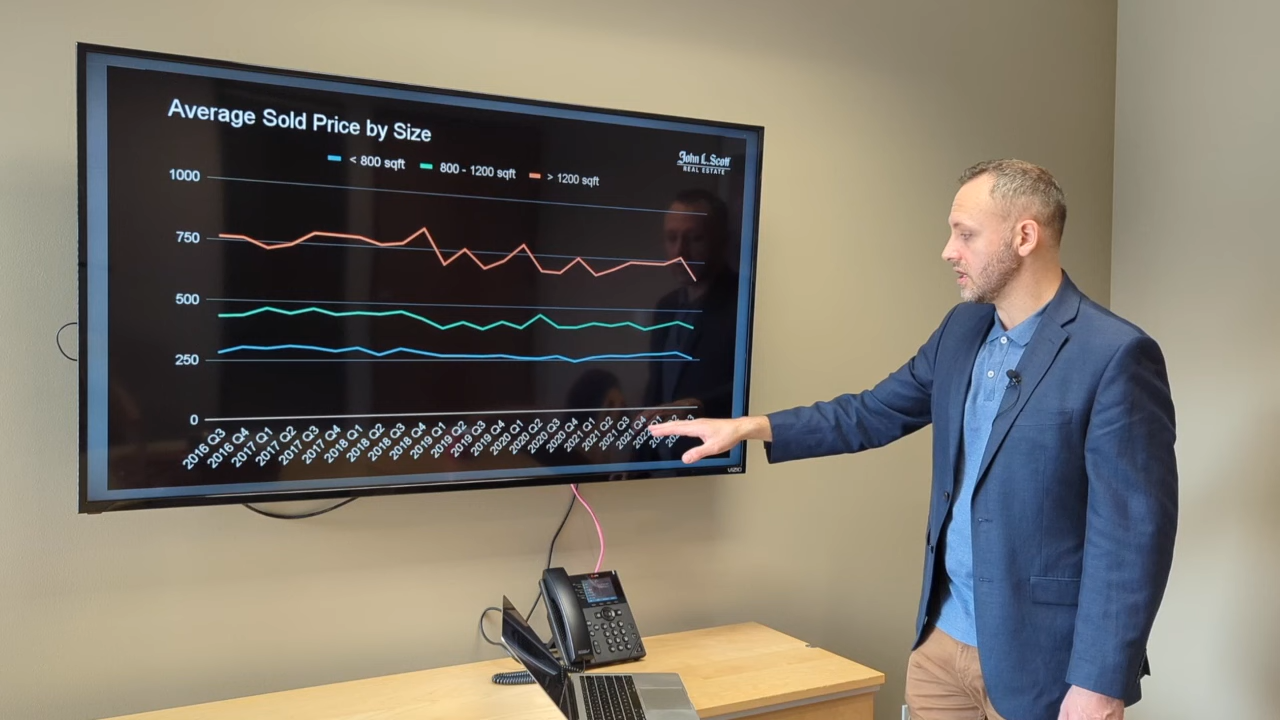 Average Sold Price by Size
John L. Scott
REAL ESTATE
< 800 sqft 800 - 1200 sqft > 1200 sqft
1000
750
500
250
0
2016 Q3 2016 Q4 2017 Q1 2017 Q2 2017 Q3 2017 Q4 2018 Q1 2018 Q2 2018 Q3 2018 Q4 2019 Q1 2019 Q2 2019 Q3 2019 Q4 2020 Q1 2020 Q2 2020 Q3 2020 Q4 2021 Q1 2021 Q2 2021 Q3 2021 Q4
VIZIO